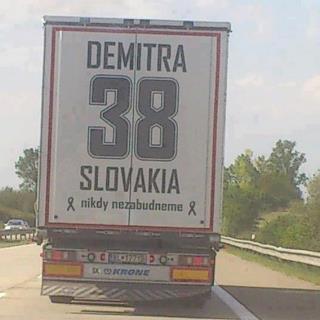 DEMITRA
38
SLOVAKIA
nikdy nezabudneme
KRONE